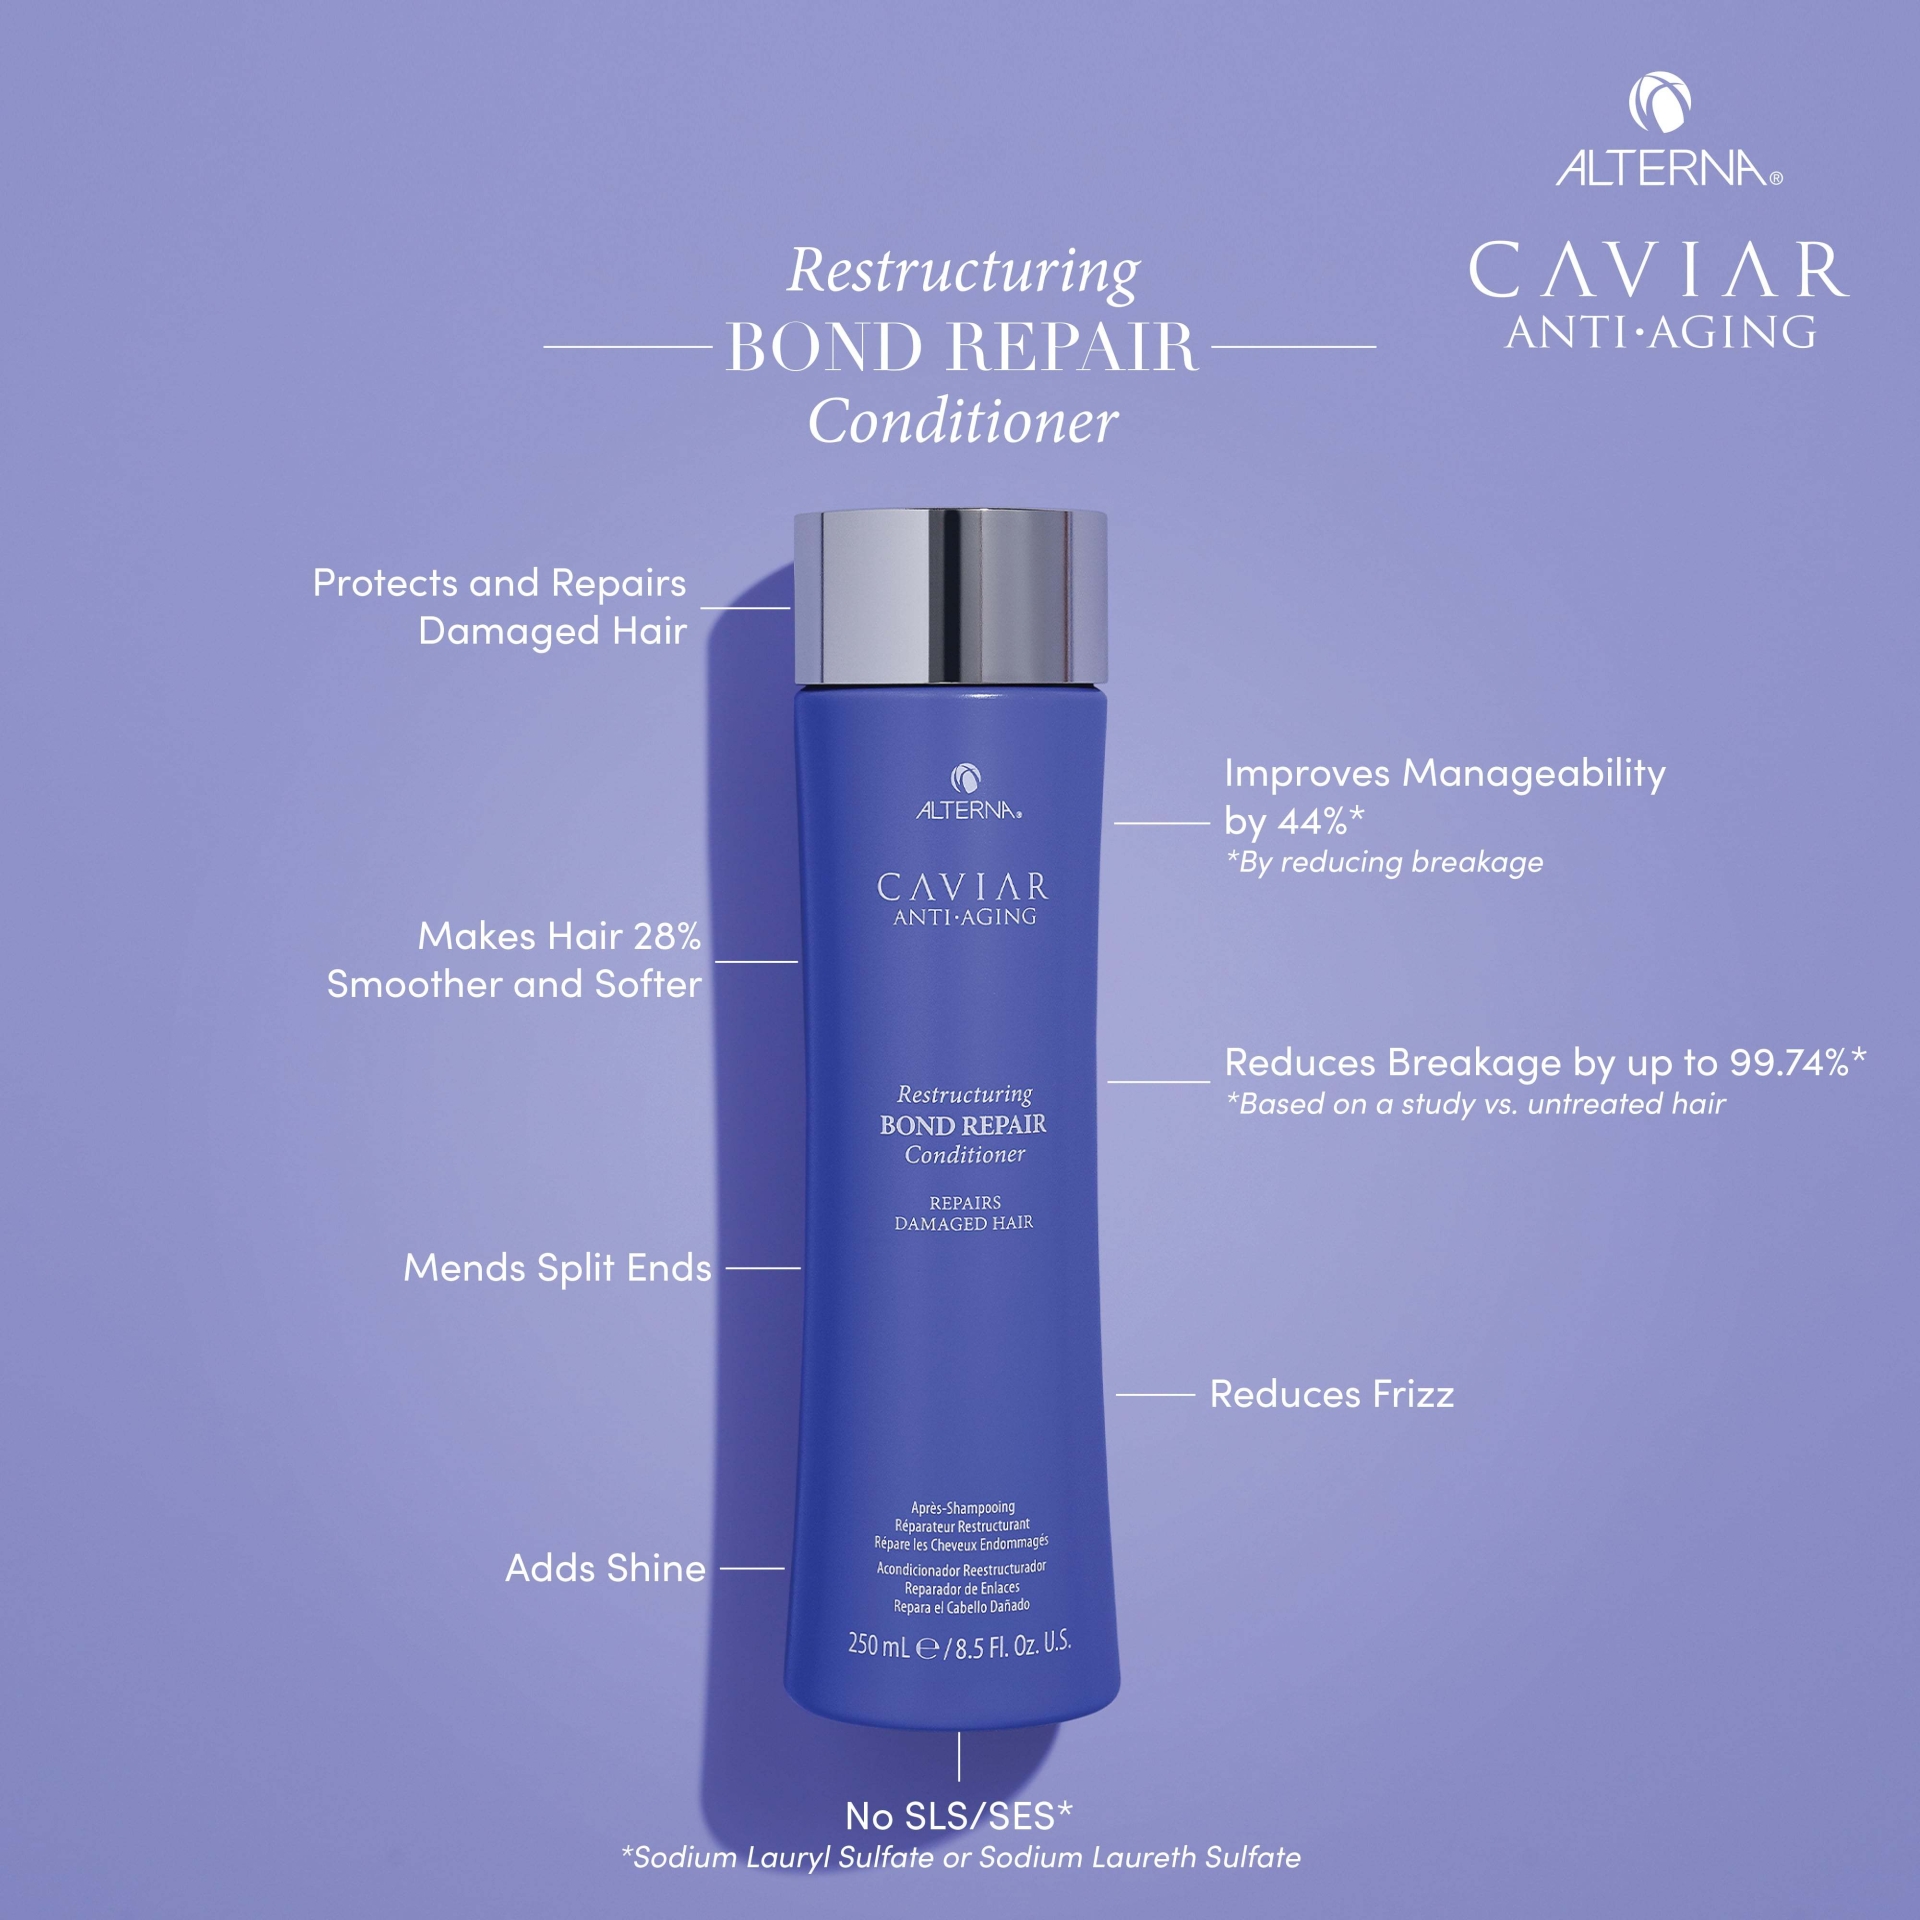 ALTERNA®
CAVIAR
ANTI·AGING
Restructuring
BOND REPAIR
Conditioner
Protects and Repairs
Damaged Hair
Improves Manageability
by 44%*
*By reducing breakage
Makes Hair 28%
Smoother and Softer
Reduces Breakage by up to 99.74%*
*Based on a study vs. untreated hair
Mends Split Ends
Reduces Frizz
Adds Shine
ALTERNA®
CAVIAR
ANTI·AGING
Restructuring
BOND REPAIR
Conditioner
REPAIRS
DAMAGED HAIR
Après-Shampooing
Réparateur Restructurant
Répare les Cheveux Endommagés
Acondicionador Reestructurador
Reparador de Enlaces
Repara el Cabello Dañado
250 mL ℮ / 8.5 Fl. Oz. U.S.
No SLS/SES*
*Sodium Lauryl Sulfate or Sodium Laureth Sulfate